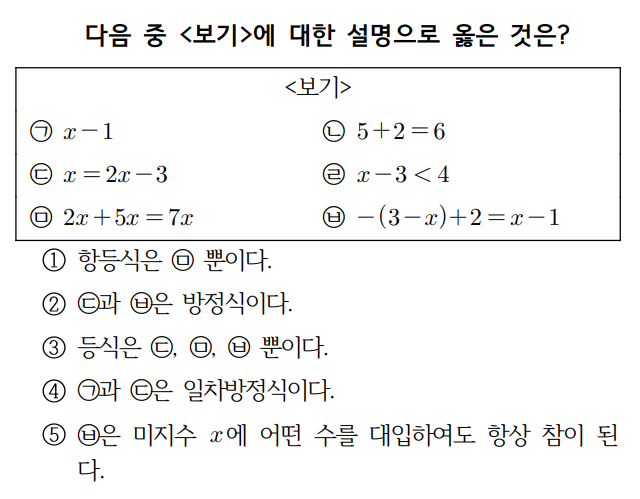 다음 중 <보기>에 대한 설명으로 옳은 것은?
<보기>
㉠ x-1 ㉡ 5+2=6
㉢ x=2x-3 ㉣ x-3<4
㉤ 2x+5x=7x ㉥ -(3-x)+2=x-1
① 항등식은 ㉤ 뿐이다.
② ㉢과 ㉥은 방정식이다.
③ 등식은 ㉢, ㉤, ㉥ 뿐이다.
④ ㉠과 ㉢은 일차방정식이다.
⑤ ㉥은 미지수 x에 어떤 수를 대입하여도 항상 참이 된
다.